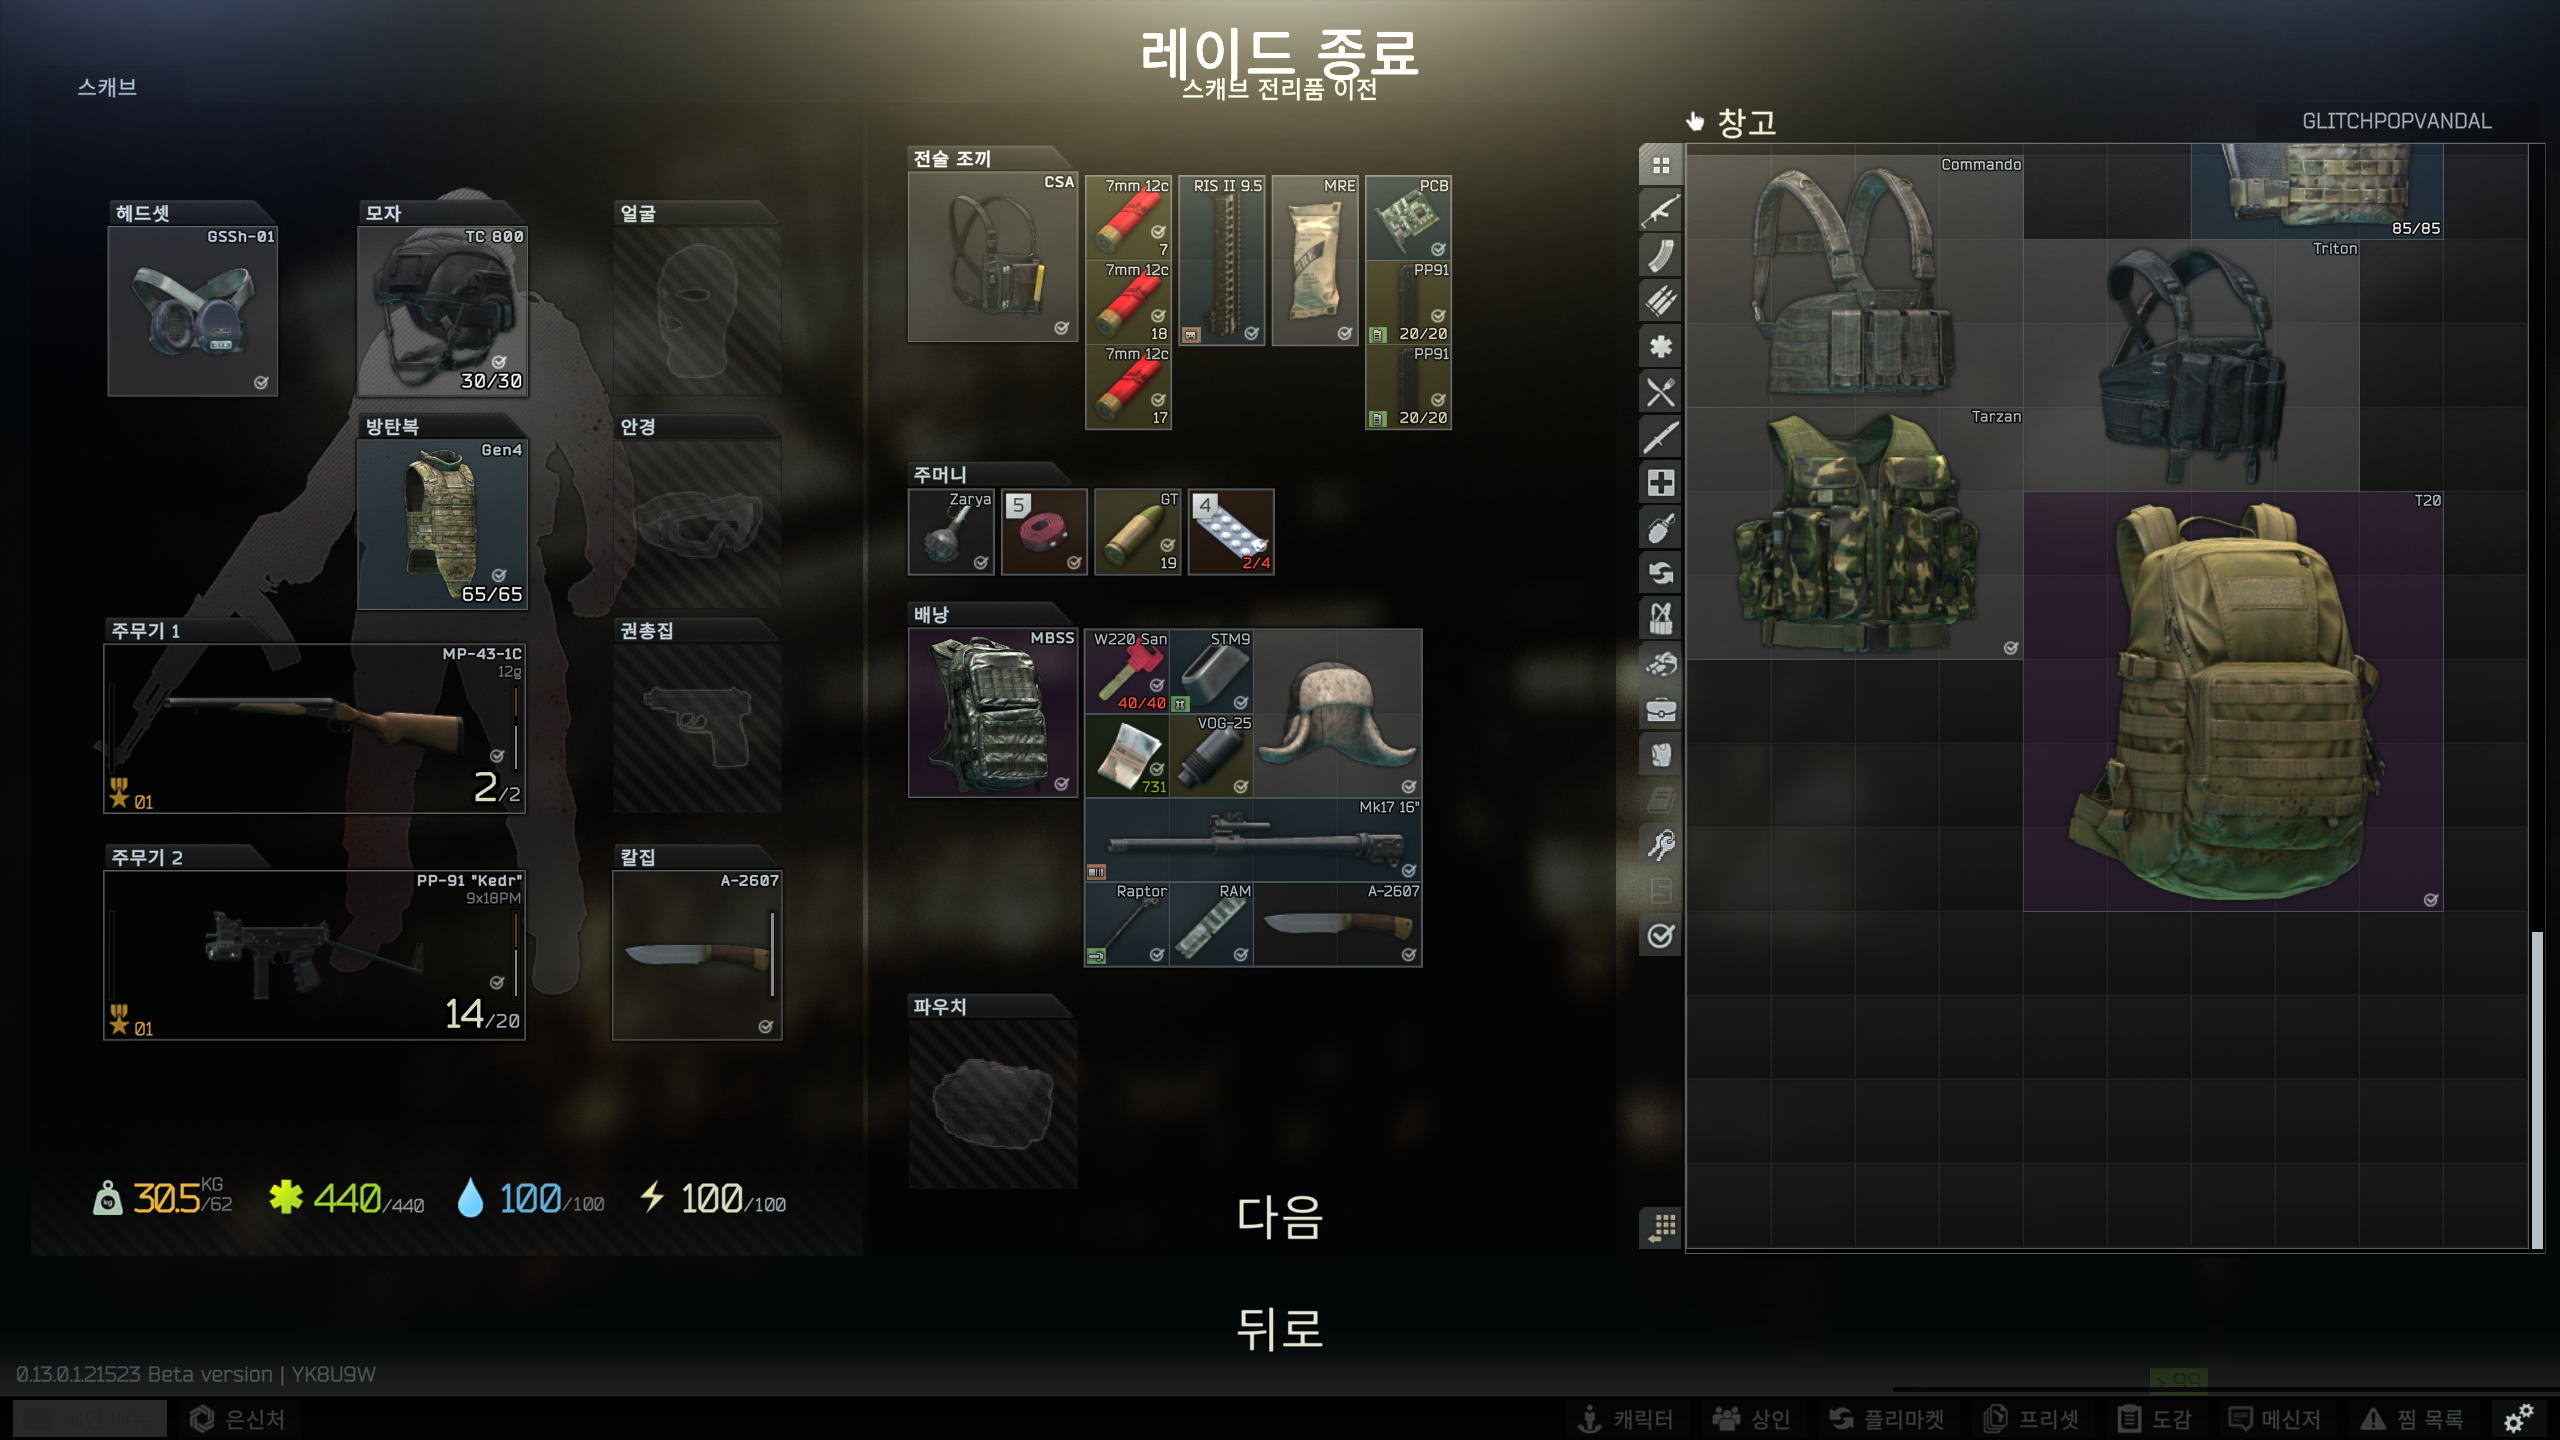 레이드 종료
스캐브 전리품 이전
스캐브
창고
GLITCHPOPVANDAL
헤드셋
GSSh-01
모자
TC 800
30/30
얼굴
방탄복
Gen4
65/65
안경
주무기 1
MP-43-1C
12g
01
2/2
권총집
주무기 2
PP-91 "Kedr"
9x18PM
01
14/20
칼집
A-2607
30.5 KG /62
440/440
100/100
100/100
전술 조끼
CSA
7mm 12c
7
7mm 12c
18
7mm 12c
17
RIS II 9.5
MRE
PCB
PP91
20/20
PP91
20/20
주머니
Zarya
5
GT
19
4
2/4
배낭
MBSS
W220 San
40/40
STM9
731
VOG-25
Mk17 16"
Raptor
RAM
A-2607
파우치
다음
뒤로
Commando
85/85
Triton
Tarzan
T20
0.13.0.1.21523 Beta version | YK8U9W
> 99
메인 메뉴
은신처
캐릭터
상인
플리마켓
프리셋
도감
메신저
찜 목록